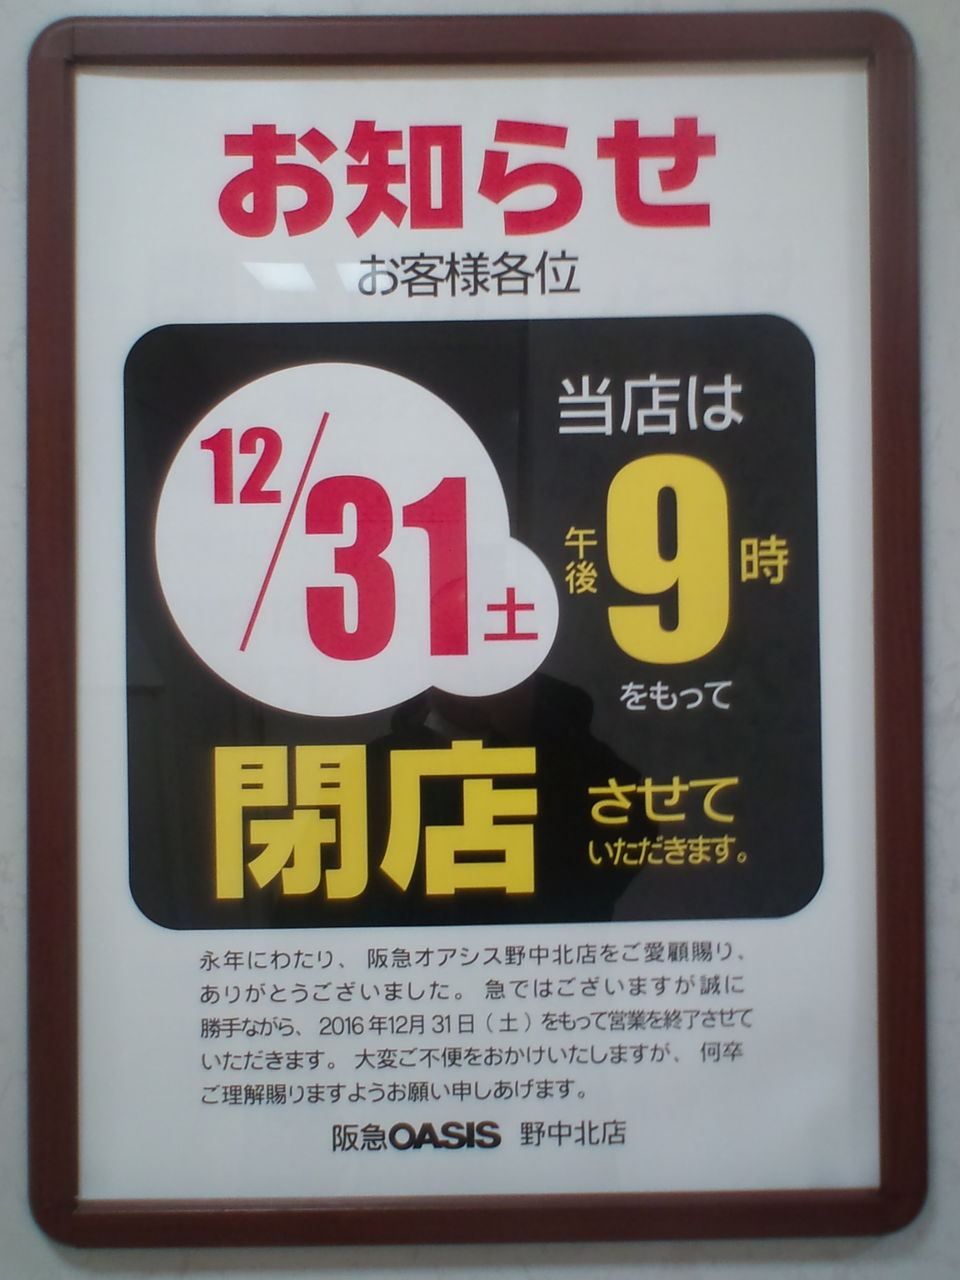 お知らせ
お客様各位
12/31土
当店は
午後9時
をもって
閉店
させて
いただきます。
永年にわたり、阪急オアシス野中北店をご愛顧賜り、
ありがとうございました。急ではございますが誠に
勝手ながら、2016年12月31日（土）をもって営業を終了させて
いただきます。大変ご不便をおかけいたしますが、何卒
ご理解賜りますようお願い申しあげます。
阪急OASIS 野中北店